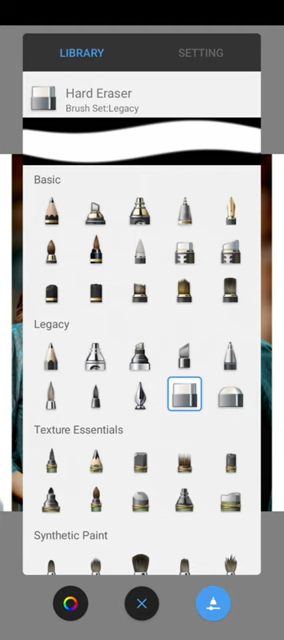 LIBRARY
SETTING
Hard Eraser
Brush Set:Legacy
Basic
Legacy
Texture Essentials
Synthetic Paint